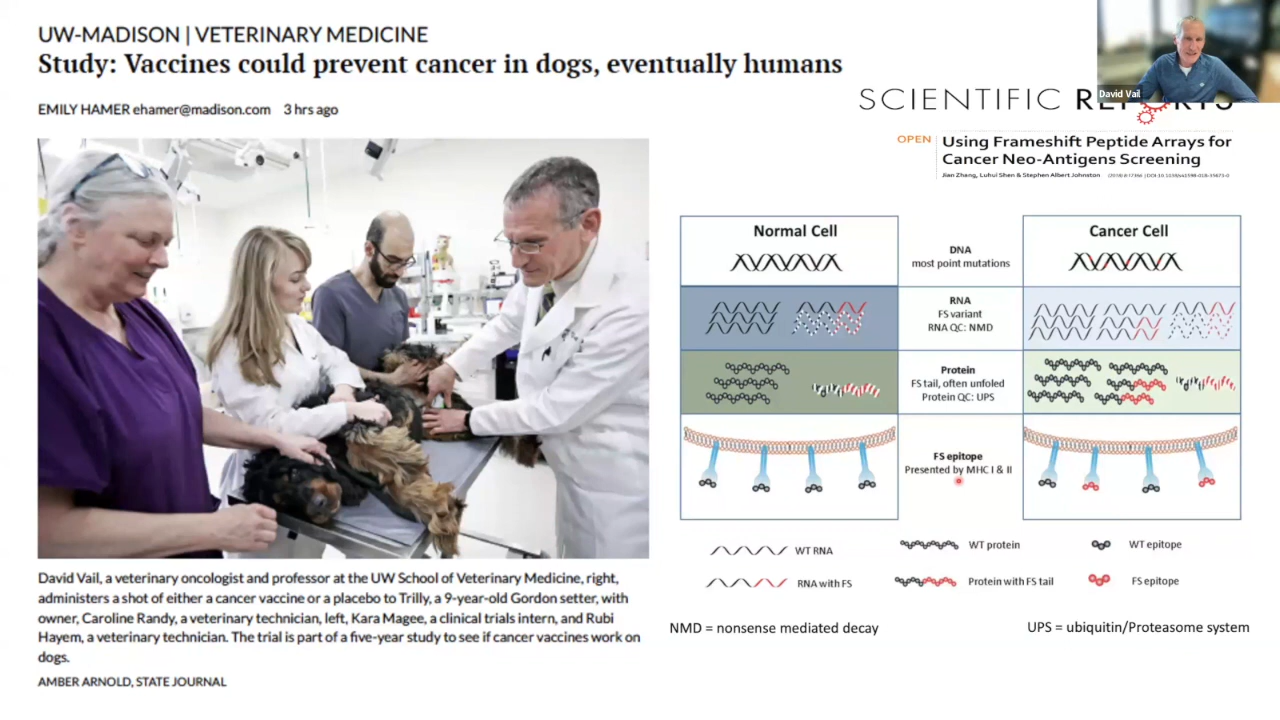 UW-MADISON | VETERINARY MEDICINE
Study: Vaccines could prevent cancer in dogs, eventually humans
EMILY HAMER ehamer@madison.com 3 hrs ago
David Vail, a veterinary oncologist and professor at the UW School of Veterinary Medicine, right,
administers a shot of either a cancer vaccine or a placebo to Trilly, a 9-year-old Gordon setter, with
owner, Caroline Randy, a veterinary technician, left, Kara Magee, a clinical trials intern, and Rubi
Hayem, a veterinary technician. The trial is part of a five-year study to see if cancer vaccines work on
dogs.
AMBER ARNOLD, STATE JOURNAL
David Vail
SCIENTIFIC
OPEN
Using Frameshift Peptide Arrays for
Cancer Neo-Antigens Screening
Jian Zhang, Luhui Shen & Stephen Albert Johnston
Normal Cell
Cancer Cell
DNA
most point mutations
RNA
FS variant
RNA QC: NMD
Protein
FS tail, often unfoled
Protein QC: UPS
FS epitope
Presented by MHC I & II
WT RNA
WT protein
WT epitope
RNA with FS
Protein with FS tail
FS epitope
NMD = nonsense mediated decay
UPS = ubiquitin/Proteasome system